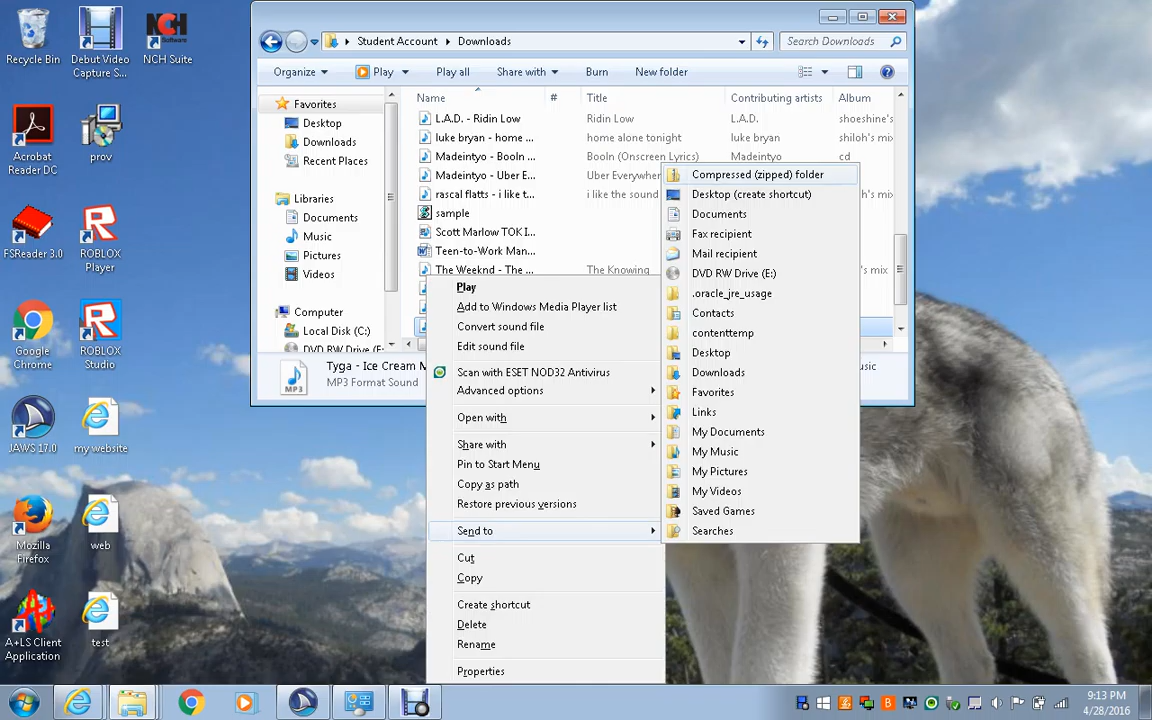 Recycle Bin
Debut Video
Capture S...
NCH
Software
NCH Suite
Acrobat
Reader DC
prov
FSReader 3.0
ROBLOX
Player
Google
Chrome
ROBLOX
Studio
JAWS 17.0
my website
Mozilla
Firefox
web
A+LS Client
Application
test
Student Account
Downloads
Search Downloads
Organize
Play
Play all
Share with
Burn
New folder
Favorites
Desktop
Downloads
Recent Places
Libraries
Documents
Music
Pictures
Videos
Computer
Local Disk (C:)
DVD RW Drive (E:
Name # Title Contributing artists Album
L.A.D. - Ridin Low Ridin Low L.A.D. shoeshine's
luke bryan - home ... home alone tonight luke bryan shiloh's mix
Madeintyo - Booln ... Booln (Onscreen Lyrics) Madeintyo cd
Madeintyo - Uber E... Uber Everywhere
rascal flatts - i like t... i like the sound
sample
Scott Marlow TOK I...
Teen-to-Work Man...
The Weeknd - The ... The Knowing
's mix
Tyga - Ice Cream M
MP3 Format Sound
usic
Play
Add to Windows Media Player list
Convert sound file
Edit sound file
Scan with ESET NOD32 Antivirus
Advanced options
Open with
Share with
Pin to Start Menu
Copy as path
Restore previous versions
Send to
Cut
Copy
Create shortcut
Delete
Rename
Properties
Compressed (zipped) folder
Desktop (create shortcut)
Documents
Fax recipient
Mail recipient
DVD RW Drive (E:)
.oracle_jre_usage
Contacts
contenttemp
Desktop
Downloads
Favorites
Links
My Documents
My Music
My Pictures
My Videos
Saved Games
Searches
9:13 PM
4/28/2016